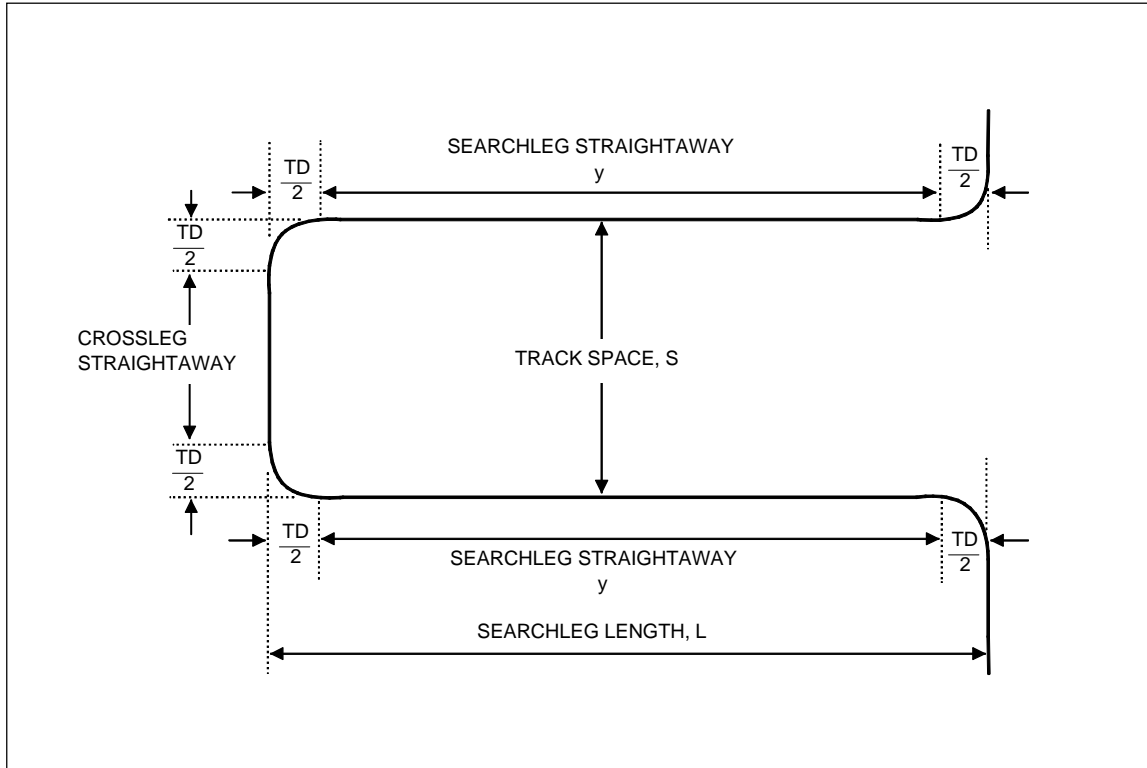 SEARCHLEG STRAIGHTAWAY
y
TD
2
TD
2
TD
2
CROSSLEG
STRAIGHTAWAY
TRACK SPACE, S
TD
2
TD
2
SEARCHLEG STRAIGHTAWAY
y
TD
2
SEARCHLEG LENGTH, L